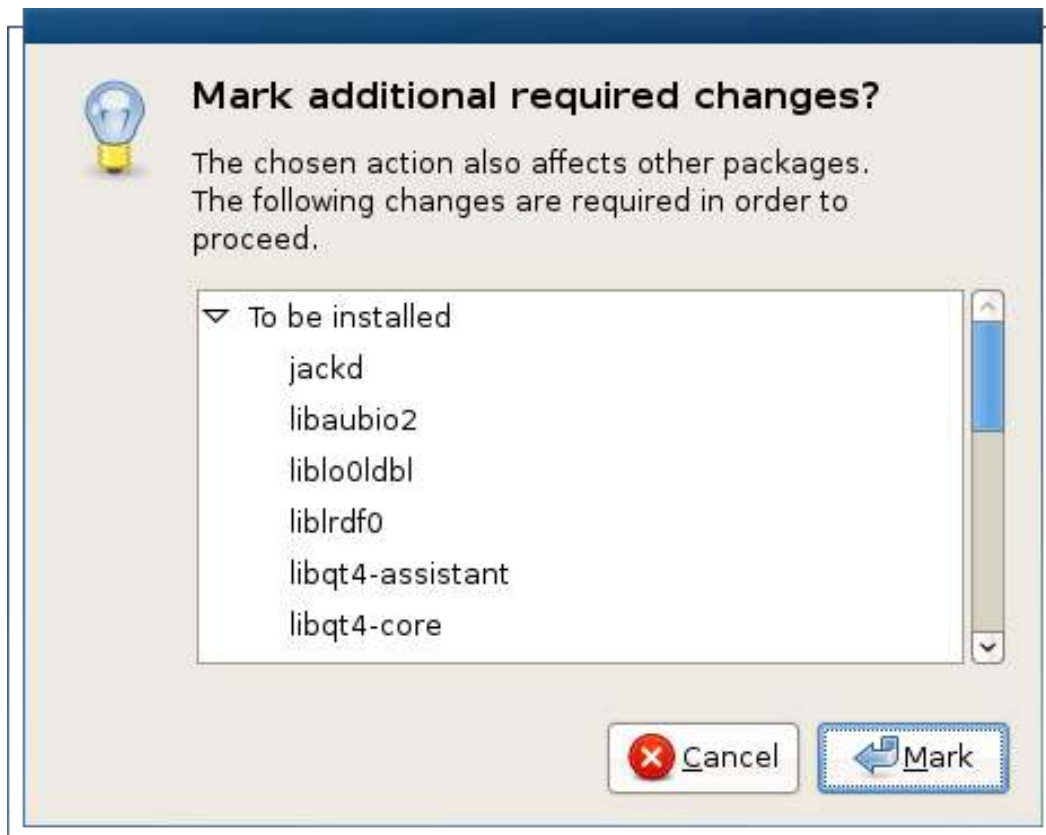 Mark additional required changes?
The chosen action also affects other packages.
The following changes are required in order to
proceed.
To be installed
jackd
libaubio2
liblo0ldbl
liblrdf0
libqt4-assistant
libqt4-core
Cancel
Mark